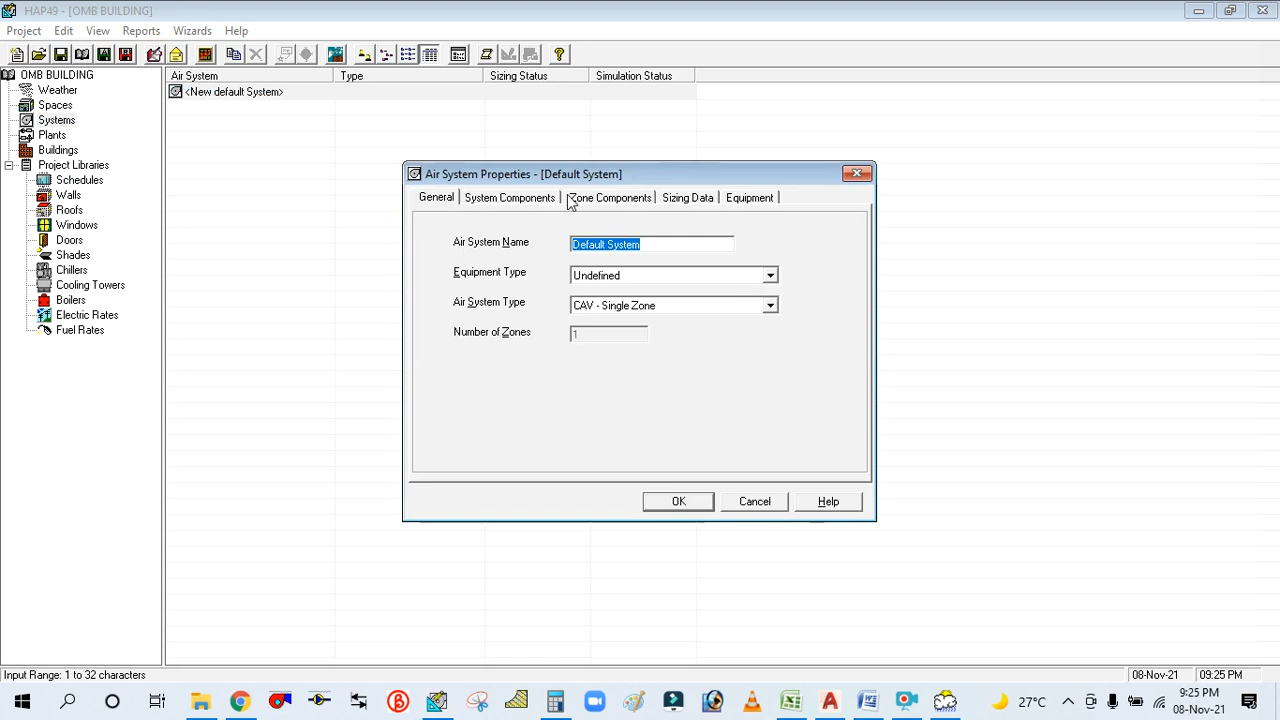 HAP49 - [OMB BUILDING]
Project Edit View Reports Wizards Help
OMB BUILDING
Weather
Spaces
Systems
Plants
Buildings
Project Libraries
Schedules
Walls
Roofs
Windows
Doors
Shades
Chillers
Cooling Towers
Boilers
Electric Rates
Fuel Rates
Air System Type Sizing Status Simulation Status
<New default System>
Air System Properties - [Default System]
General System Components Zone Components Sizing Data Equipment
Air System Name Default System
Equipment Type Undefined
Air System Type CAV - Single Zone
Number of Zones 1
OK Cancel Help
Input Range: 1 to 32 characters 08-Nov-21 09:25 PM
27°C 9:25 PM
08-Nov-21